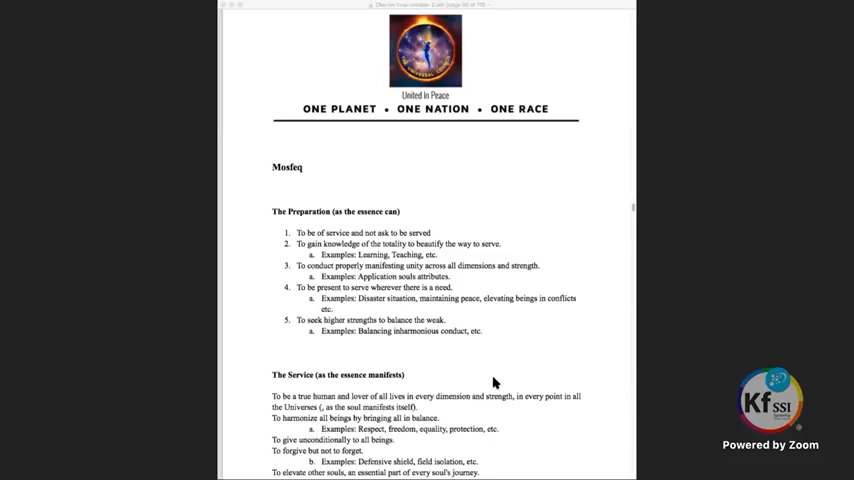 THE UNIVERSAL COUNCIL
United In Peace
ONE PLANET • ONE NATION • ONE RACE
Mosfeq
The Preparation (as the essence can)
1. To be of service and not ask to be served
2. To gain knowledge of the totality to beautify the way to serve.
a. Examples: Learning, Teaching, etc.
3. To conduct properly manifesting unity across all dimensions and strength.
a. Examples: Application souls attributes.
4. To be present to serve wherever there is a need.
a. Examples: Disaster situation, maintaining peace, elevating beings in conflicts
etc.
5. To seek higher strengths to balance the weak.
a. Examples: Balancing inharmonious conduct, etc.
The Service (as the essence manifests)
To be a true human and lover of all lives in every dimension and strength, in every point in all
the Universes (, as the soul manifests itself).
To harmonize all beings by bringing all in balance.
a. Examples: Respect, freedom, equality, protection, etc.
To give unconditionally to all beings.
To forgive but not to forget.
b. Examples: Defensive shield, field isolation, etc.
To elevate other souls, an essential part of every soul's journey.
Kf SSI
Powered by Zoom